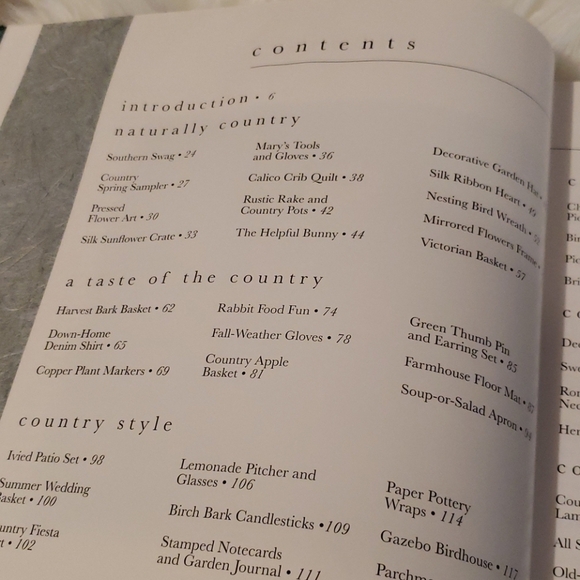 contents
introduction • 6
naturally country
Southern Swag • 24
Country
Spring Sampler • 27
Pressed
Flower Art • 30
Silk Sunflower Crate • 33
Mary's Tools
and Gloves • 36
Calico Crib Quilt • 38
Rustic Rake and
Country Pots • 42
The Helpful Bunny • 44
Decorative Garden
Silk Ribbon Heart •
Nesting Bird Wreath •
Mirrored Flowers Frame •
Victorian Basket • 57
a taste of the country
Harvest Bark Basket • 62
Down-Home
Denim Shirt • 65
Copper Plant Markers • 69
Rabbit Food Fun • 74
Fall-Weather Gloves • 78
Country Apple
Basket • 81
Green Thumb Pin
and Earring Set • 85
Farmhouse Floor Mat •
Soup-or-Salad Apron •
country style
Ivied Patio Set • 98
Summer Wedding
Basket • 100
untry Fiesta
t • 102
Lemonade Pitcher and
Glasses • 106
Birch Bark Candlesticks • 109
Stamped Notecards
and Garden Journal • 111
Paper Pottery
Wraps • 114
Gazebo Birdhouse • 117
Parchm